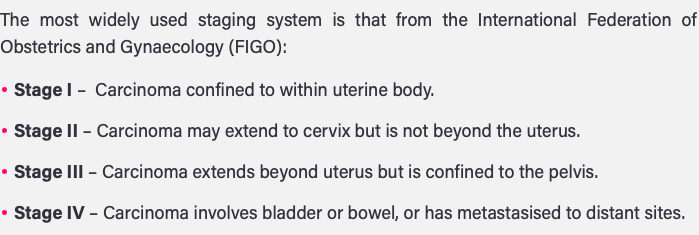 The most widely used staging system is that from the International Federation of
Obstetrics and Gynaecology (FIGO):
• Stage I –  Carcinoma confined to within uterine body.
• Stage II – Carcinoma may extend to cervix but is not beyond the uterus.
• Stage III – Carcinoma extends beyond uterus but is confined to the pelvis.
• Stage IV – Carcinoma involves bladder or bowel, or has metastasised to distant sites.